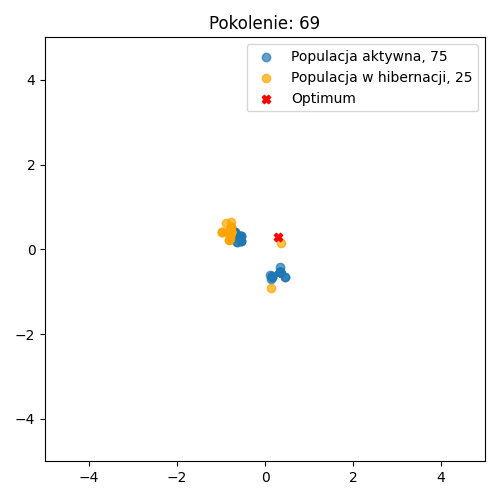 Pokolenie: 69
Populacja aktywna, 75
Populacja w hibernacji, 25
Optimum
4
2
0
−2
−4
−4 −2 0 2 4